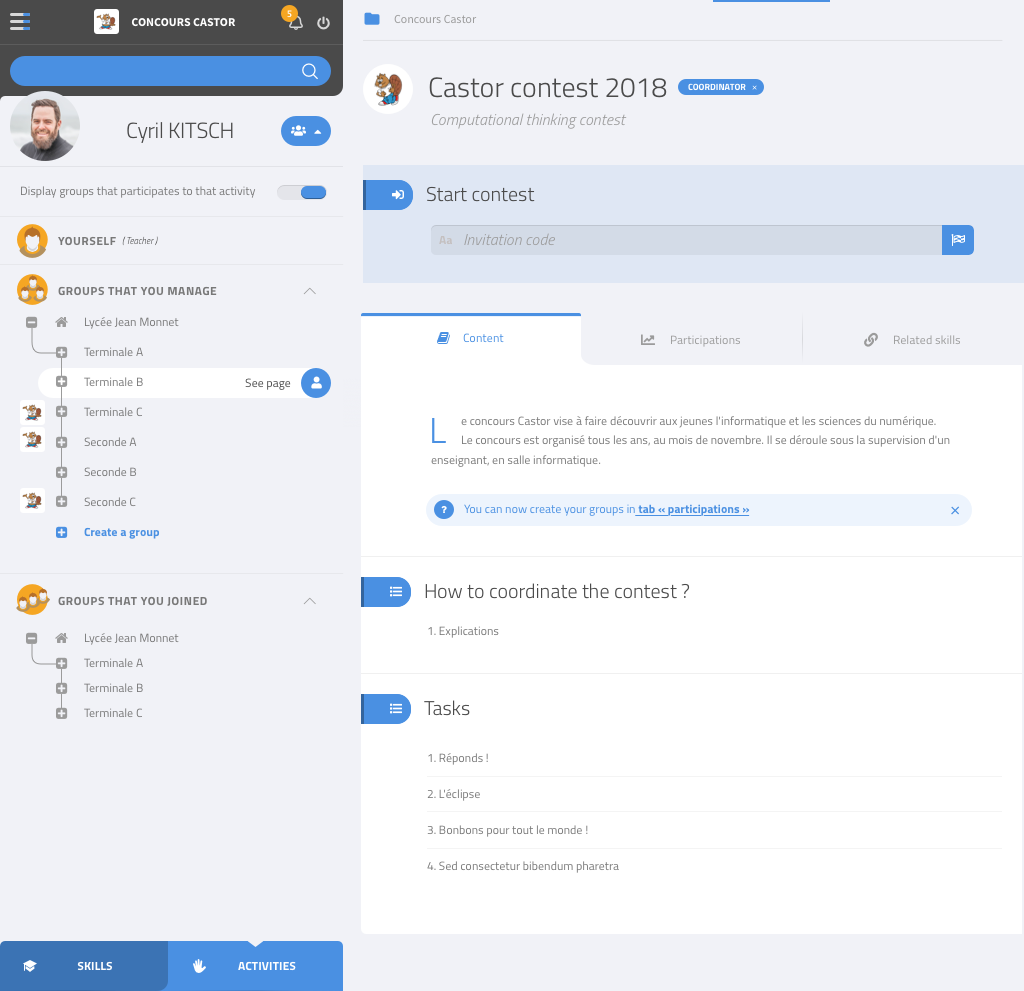 CONCOURS CASTOR
5
Cyril KITSCH
Display groups that participates to that activity
YOURSELF (Teacher)
GROUPS THAT YOU MANAGE
Lycée Jean Monnet
Terminale A
Terminale B See page
Terminale C
Seconde A
Seconde B
Seconde C
Create a group
GROUPS THAT YOU JOINED
Lycée Jean Monnet
Terminale A
Terminale B
Terminale C
SKILLS
ACTIVITIES
Concours Castor
Castor contest 2018 COORDINATOR ×
Computational thinking contest
Start contest
Aa Invitation code
Content
Participations
Related skills
Le concours Castor vise à faire découvrir aux jeunes l'informatique et les sciences du numérique.
Le concours est organisé tous les ans, au mois de novembre. Il se déroule sous la supervision d'un
enseignant, en salle informatique.
? You can now create your groups in tab « participations » ×
How to coordinate the contest ?
1. Explications
Tasks
1. Réponds !
2. L'éclipse
3. Bonbons pour tout le monde !
4. Sed consectetur bibendum pharetra